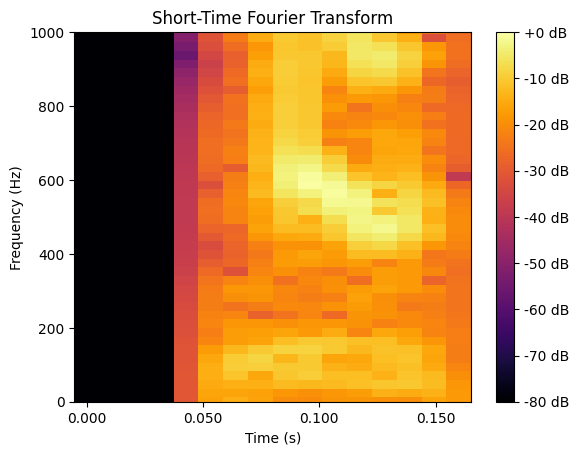 Short-Time Fourier Transform
1000
800
600
400
200
0
Frequency (Hz)
0.000
0.050
0.100
0.150
Time (s)
+0 dB
-10 dB
-20 dB
-30 dB
-40 dB
-50 dB
-60 dB
-70 dB
-80 dB